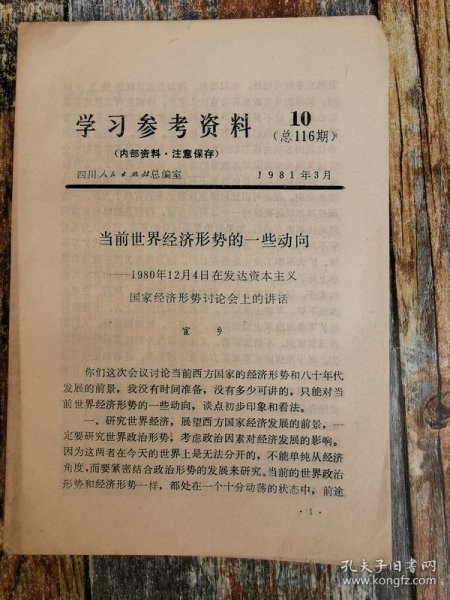 学习参考资料 10
(总116期)
(内部资料·注意保存)
四川人民出版社总编室 1981年3月
当前世界经济形势的一些动向
——1980年12月4日在发达资本主义
国家经济形势讨论会上的讲话
宦 乡
你们这次会议讨论当前西方国家的经济形势和八十年代
发展的前景，我没有时间准备，没有多少可讲的，只能对当
前世界经济形势的一些动向，谈点初步印象和看法。
一、研究世界经济，展望西方国家经济发展的前景，一
定要研究世界政治形势，考虑政治因素对经济发展的影响。
因为这两者在今天的世界上是无法分开的，不能单纯从经济
角度，而要紧密结合政治形势的发展来研究。当前的世界政治
形势和经济形势一样，都处在一个十分动荡的状态中，前途
·1·
孔夫子旧书网
www.kongfz.com